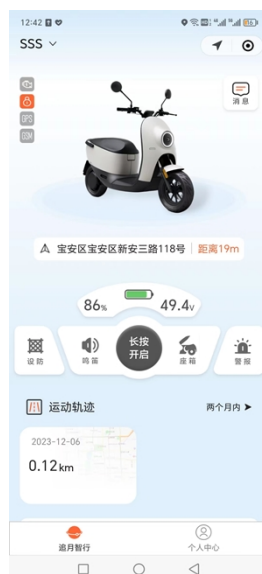 12:42
SSS
消息
GPS
GSM
宝安区宝安区新安三路118号
距离19m
86%
49.4v
设防
鸣笛
长按
开启
座箱
警报
运动轨迹
两个月内
2023-12-06
0.12km
追月智行
个人中心